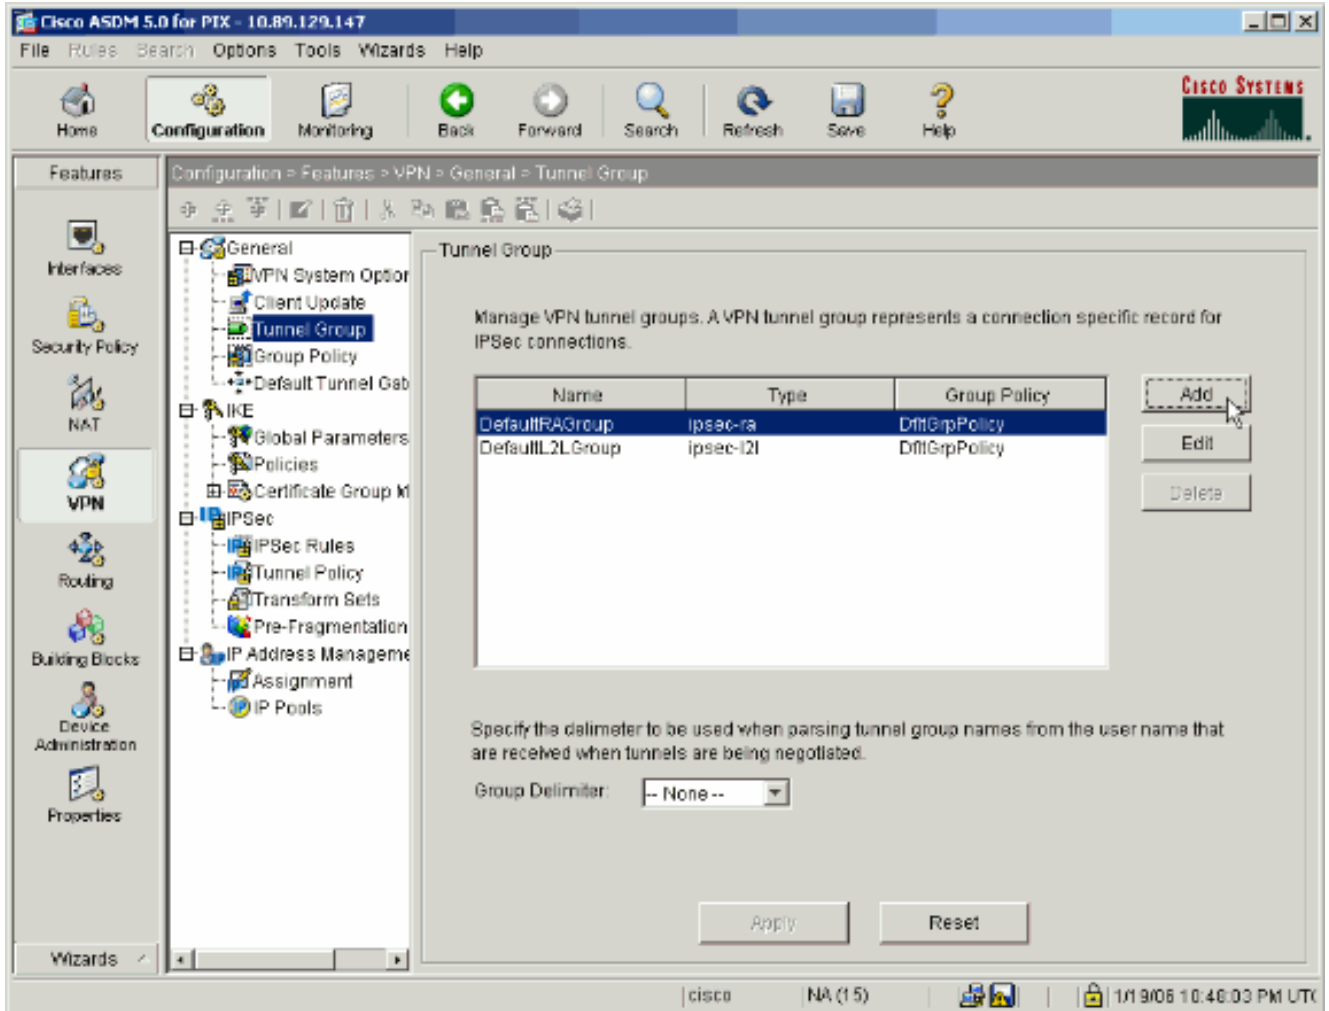 Cisco ASDM 5.0 for PIX - 10.89.129.147
File Rules Search Options Tools Wizards Help
Home Configuration Monitoring Back Forward Search Refresh Save Help
CISCO SYSTEMS
Features
Configuration > Features > VPN > General > Tunnel Group
Interfaces
Security Policy
NAT
VPN
Routing
Building Blocks
Device
Administration
Properties
Wizards
General
VPN System Option
Client Update
Tunnel Group
Group Policy
Default Tunnel Gat
IKE
Global Parameters
Policies
Certificate Group M
IPSec
IPSec Rules
Tunnel Policy
Transform Sets
Pre-Fragmentation
IP Address Manageme
Assignment
IP Pools
Tunnel Group
Manage VPN tunnel groups. A VPN tunnel group represents a connection specific record for
IPSec connections.
Name Type Group Policy
DefaultRAGroup ipsec-ra DfltGrpPolicy
DefaultL2LGroup ipsec-l2l DfltGrpPolicy
Add
Edit
Delete
Specify the delimeter to be used when parsing tunnel group names from the user name that
are received when tunnels are being negotiated.
Group Delimiter: -- None --
Apply Reset
cisco NA (15) 1/19/06 10:48:03 PM UTC